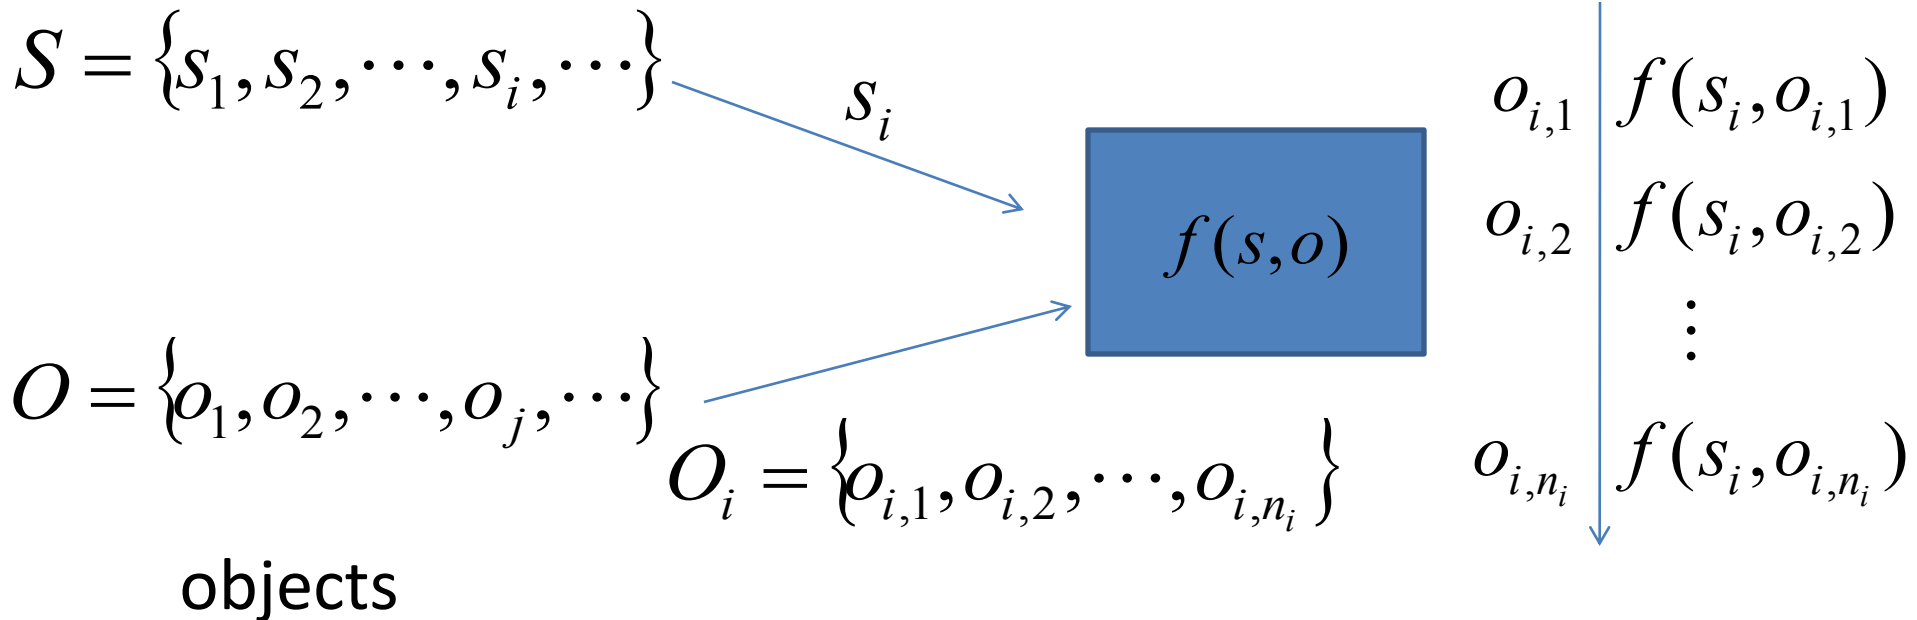 S = {s_1, s_2, ⋯, s_i, ⋯}
s_i
f(s, o)
O = {o_1, o_2, ⋯, o_j, ⋯}
O_i = {o_{i,1}, o_{i,2}, ⋯, o_{i,n_i}}
objects
o_{i,1} f(s_i, o_{i,1})
o_{i,2} f(s_i, o_{i,2})
⋮
o_{i,n_i} f(s_i, o_{i,n_i})